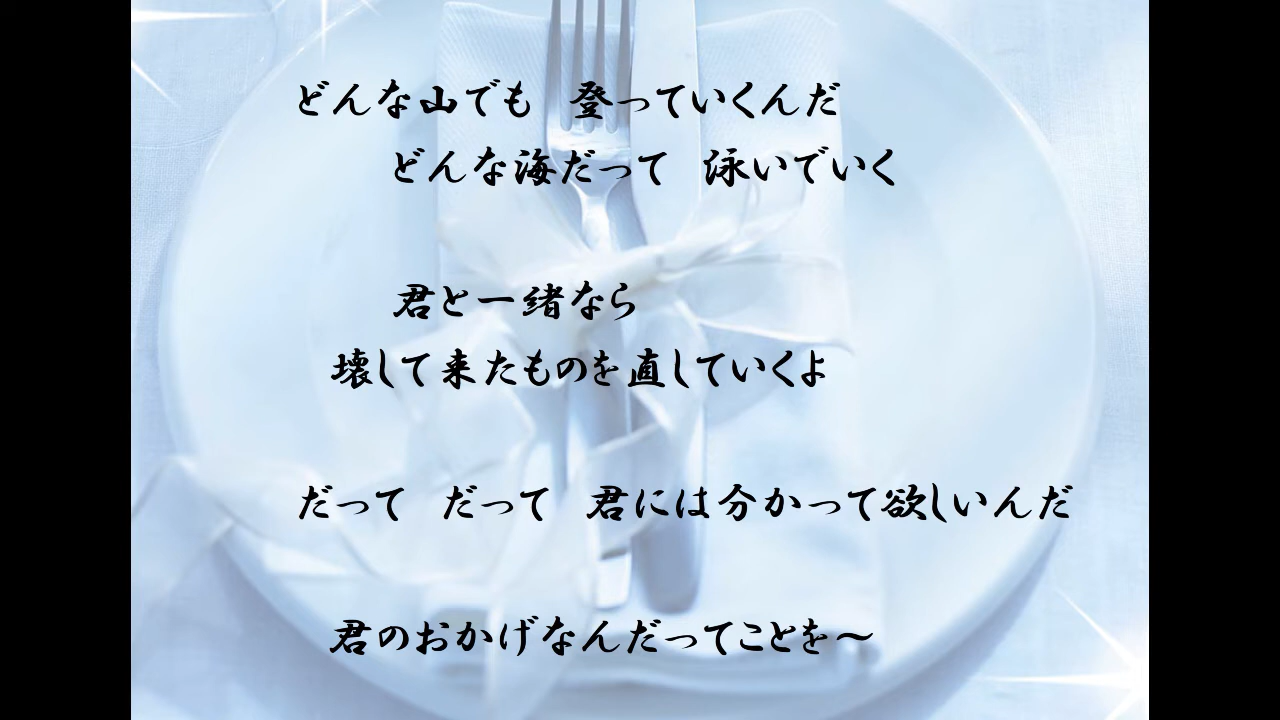 どんな山でも　登っていくんだ
どんな海だって　泳いでいく
君と一緒なら
壊して来たものを直していくよ
だって　だって　君には分かって欲しいんだ
君のおかげなんだってことを～